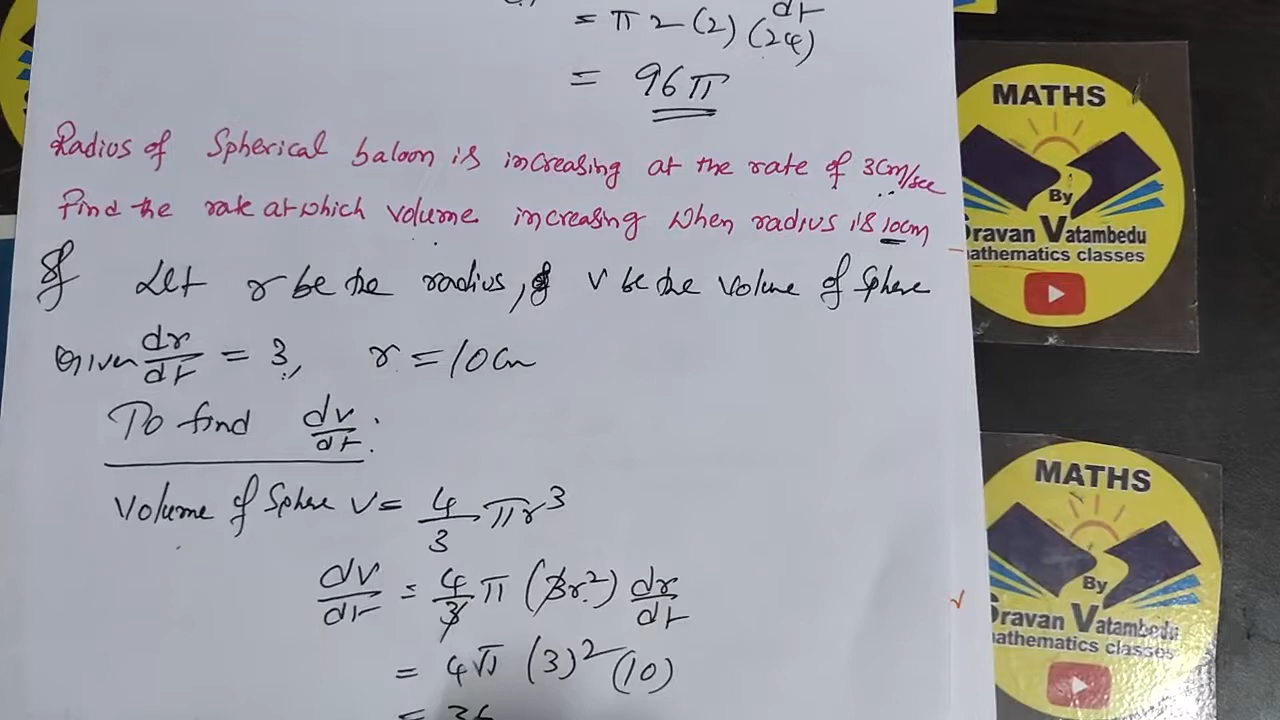 = π 2 (2) (24) dr
= 96π
Radius of Spherical baloon is increasing at the rate of 3cm/sec
find the rate at which volume increasing when radius is 10cm
Let r be the radius, V be the volume of Sphere
Given dr/dt = 3, r = 10cm
To find dv/dt:
Volume of Sphere V = 4/3 πr³
dv/dt = 4/3 π (3r²) dr/dt
= 4π (3)² (10)
= 36
MATHS
By
Sravan Vatambedu
mathematics classes
MATHS
By
Sravan Vatambedu
mathematics classes